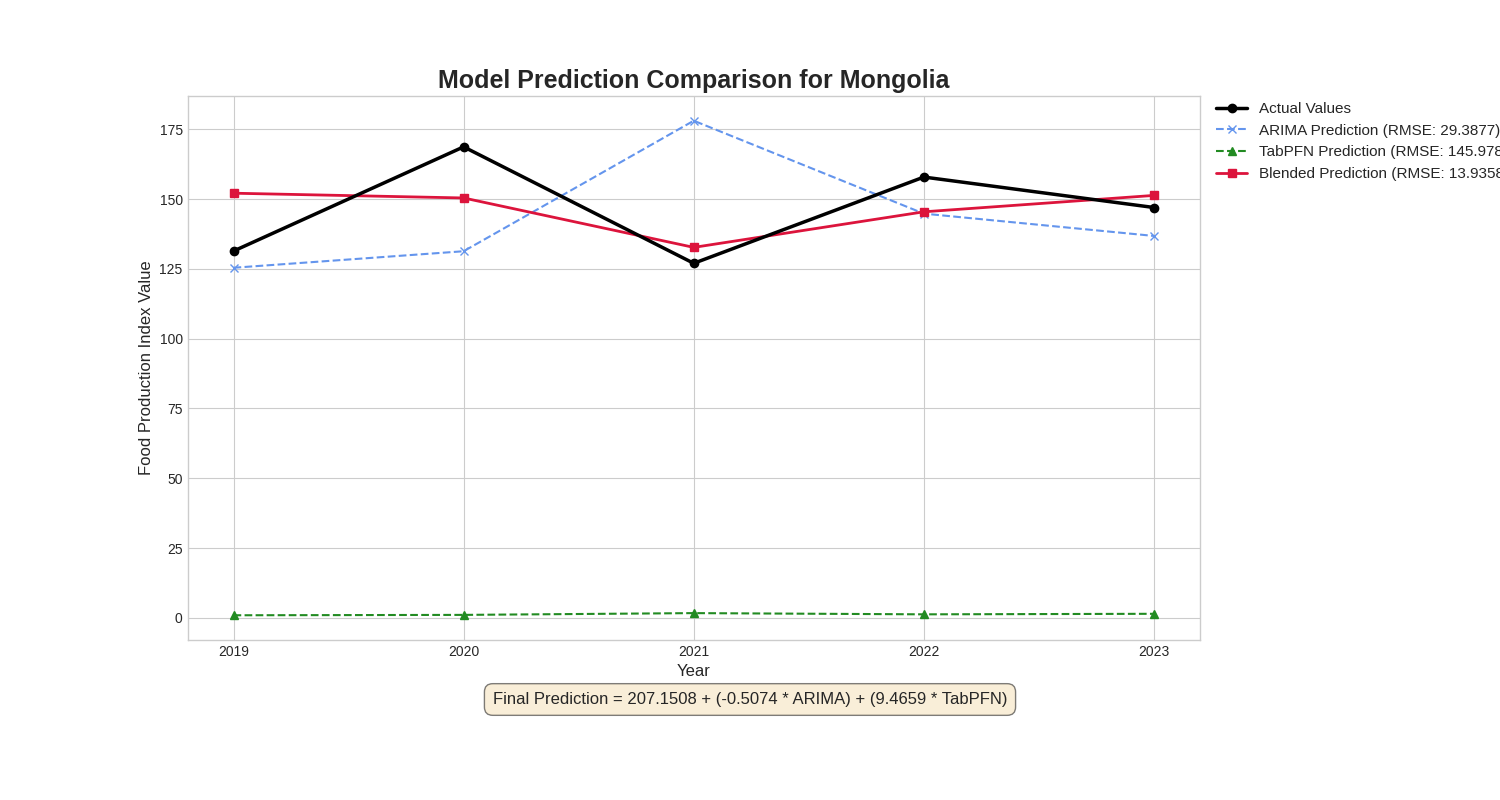 Model Prediction Comparison for Mongolia
Actual Values
ARIMA Prediction (RMSE: 29.3877)
TabPFN Prediction (RMSE: 145.978
Blended Prediction (RMSE: 13.9358
Food Production Index Value
175
150
125
100
75
50
25
0
2019 2020 2021 2022 2023
Year
Final Prediction = 207.1508 + (-0.5074 * ARIMA) + (9.4659 * TabPFN)